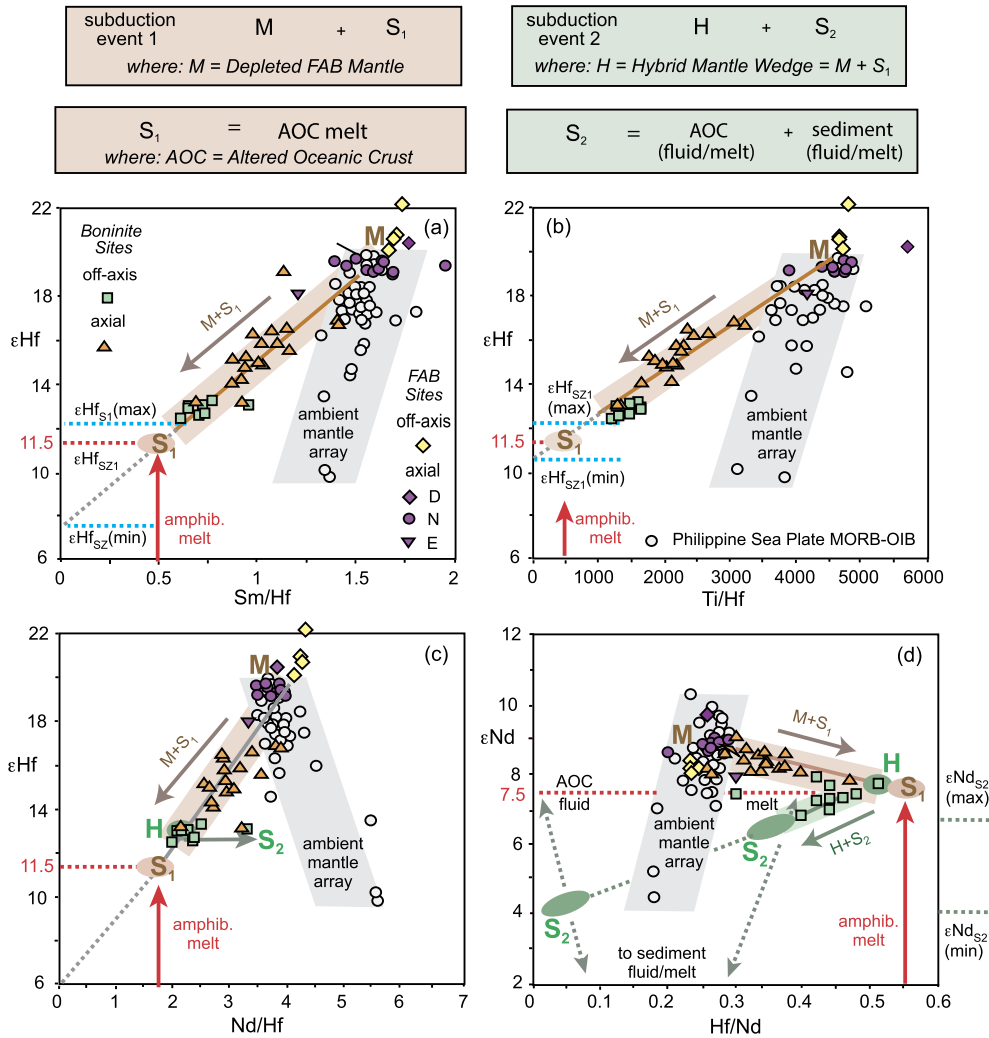 subduction event 1 M + S1
where: M = Depleted FAB Mantle
subduction event 2 H + S2
where: H = Hybrid Mantle Wedge = M + S1
S1 = AOC melt
where: AOC = Altered Oceanic Crust
S2 = AOC (fluid/melt) + sediment (fluid/melt)
(a)
22
18
14
11.5
10
6
εHf
Boninite
Sites
off-axis
axial
M
M+S1
εHfS1(max)
εHfSZ1
εHfSZ(min)
S1
amphib.
melt
ambient
mantle
array
FAB
Sites
off-axis
axial
D
N
E
0
0.5
1
1.5
2
Sm/Hf
(b)
22
18
14
11.5
10
6
εHf
M
M+S1
εHfSZ1
(max)
εHfSZ1(min)
S1
amphib.
melt
ambient
mantle
array
Philippine Sea Plate MORB-OIB
0
1000
2000
3000
4000
5000
6000
Ti/Hf
(c)
22
18
14
11.5
10
6
εHf
M
M+S1
H
S2
S1
amphib.
melt
ambient
mantle
array
0
1
2
3
4
5
6
7
Nd/Hf
(d)
12
10
8
7.5
6
4
2
εNd
M
M+S1
H
S1
AOC
fluid
melt
ambient
mantle
array
S2
H+S2
S2
to sediment
fluid/melt
amphib.
melt
εNdS2
(max)
εNdS2
(min)
0
0.1
0.2
0.3
0.4
0.5
0.6
Hf/Nd